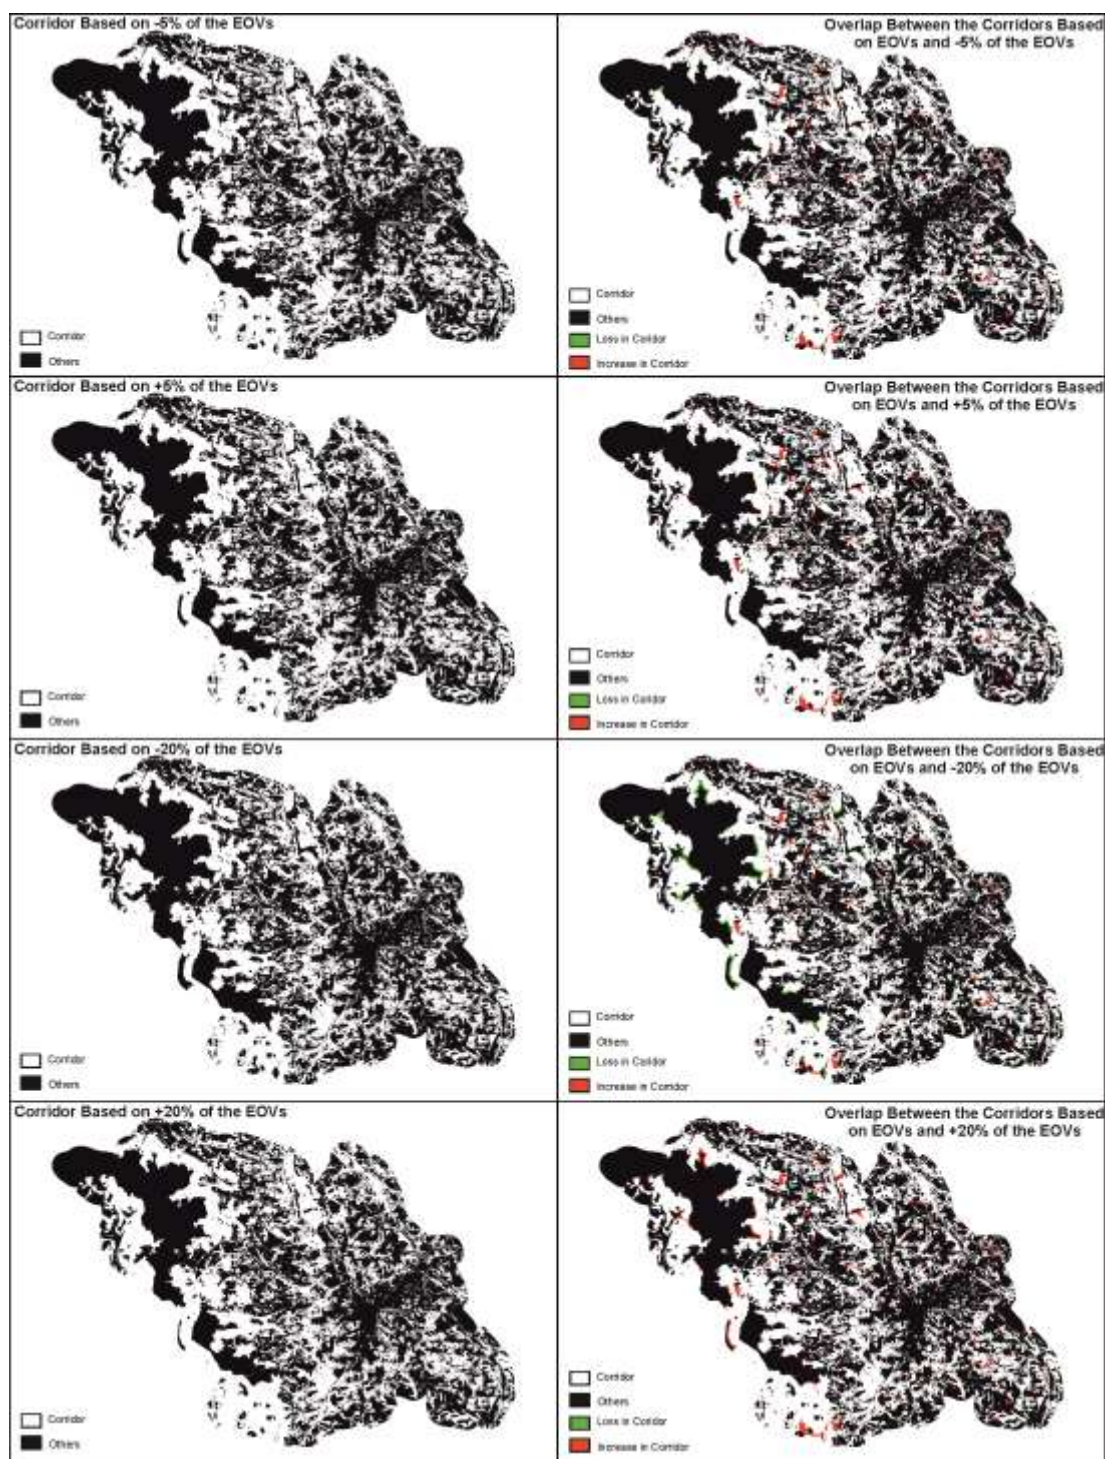 Corridor Based on -5% of the EOVs
Overlap Between the Corridors Based
on EOVs and -5% of the EOVs
Corridor
Others
Corridor
Others
Loss in Coridor
Increase in Corridor
Corridor Based on +5% of the EOVs
Overlap Between the Corridors Based
on EOVs and +5% of the EOVs
Corridor
Others
Corridor
Others
Loss in Coridor
Increase in Corridor
Corridor Based on -20% of the EOVs
Overlap Between the Corridors Based
on EOVs and -20% of the EOVs
Corridor
Others
Corridor
Others
Loss in Coridor
Increase in Corridor
Corridor Based on +20% of the EOVs
Overlap Between the Corridors Based
on EOVs and +20% of the EOVs
Corridor
Others
Corridor
Others
Loss in Coridor
Increase in Corridor